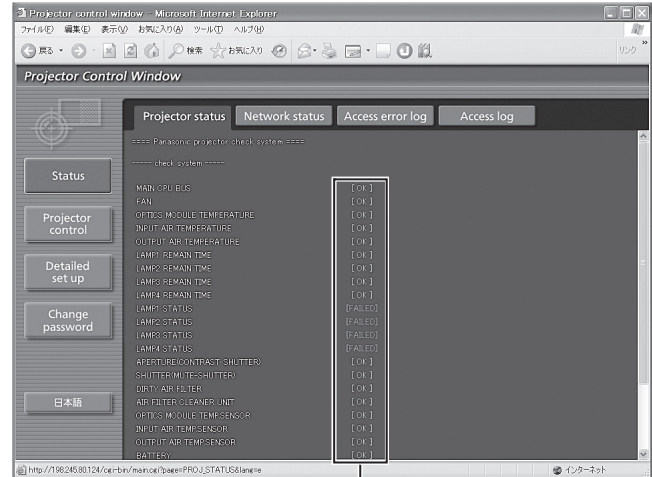 Projector control window - Microsoft Internet Explorer
ファイル(F) 編集(E) 表示(V) お気に入り(A) ツール(T) ヘルプ(H)
戻る 検索 お気に入り リンク »
Projector Control Window
Projector status Network status Access error log Access log
==== Panasonic projector check system ====
----- check system -----
Status
MAIN CPU BUS [ OK ]
FAN [ OK ]
OPTICS MODULE TEMPERATURE [ OK ]
Projector control
INPUT AIR TEMPERATURE [ OK ]
OUTPUT AIR TEMPERATURE [ OK ]
LAMP1 REMAIN TIME [ OK ]
LAMP2 REMAIN TIME [ OK ]
Detailed set up
LAMP3 REMAIN TIME [ OK ]
LAMP4 REMAIN TIME [ OK ]
LAMP1 STATUS [FAILED]
Change password
LAMP2 STATUS [FAILED]
LAMP3 STATUS [FAILED]
LAMP4 STATUS [FAILED]
APERTURE(CONTRAST-SHUTTER) [ OK ]
SHUTTER(MUTE-SHUTTER) [ OK ]
DIRTY AIR FILTER [ OK ]
日本語
AIR FILTER CLEANER UNIT [ OK ]
OPTICS MODULE TEMP.SENSOR [ OK ]
INPUT AIR TEMP.SENSOR [ OK ]
OUTPUT AIR TEMP.SENSOR [ OK ]
BATTERY [ OK ]
http://198.245.80.124/cgi-bin/main.cgi?page=PROJ_STATUS&lang=e インターネット